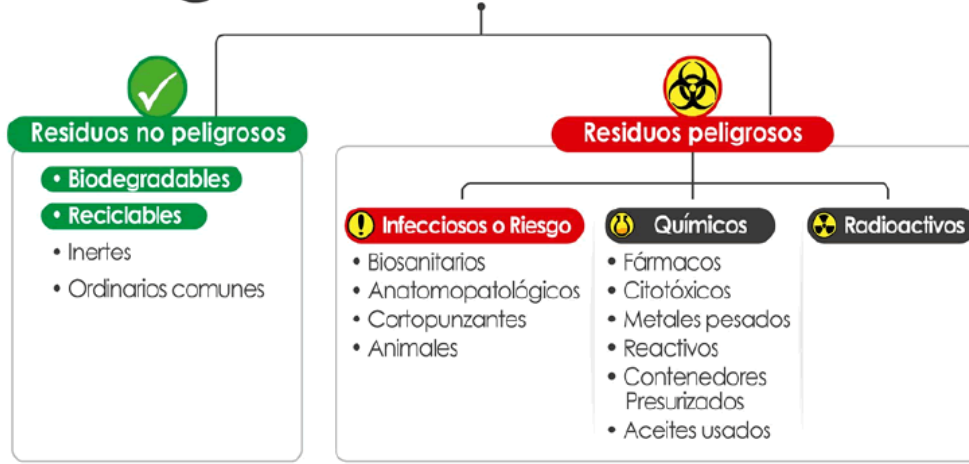 Residuos no peligrosos
• Biodegradables
• Reciclables
• Inertes
• Ordinarios comunes
Residuos peligrosos
Infecciosos o Riesgo
• Biosanitarios
• Anatomopatológicos
• Cortopunzantes
• Animales
Químicos
• Fármacos
• Citotóxicos
• Metales pesados
• Reactivos
• Contenedores
Presurizados
• Aceites usados
Radioactivos